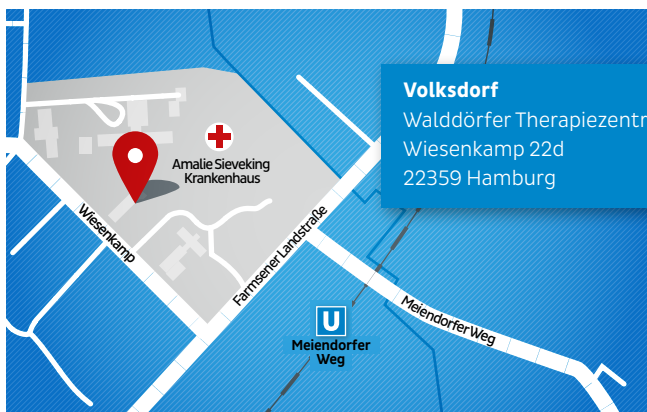 Volksdorf
Walddörfer Therapiezentr
Wiesenkamp 22d
22359 Hamburg
Amalie Sieveking
Krankenhaus
Wiesenkamp
Farmsener Landstraße
Meiendorfer Weg
U
Meiendorfer
Weg